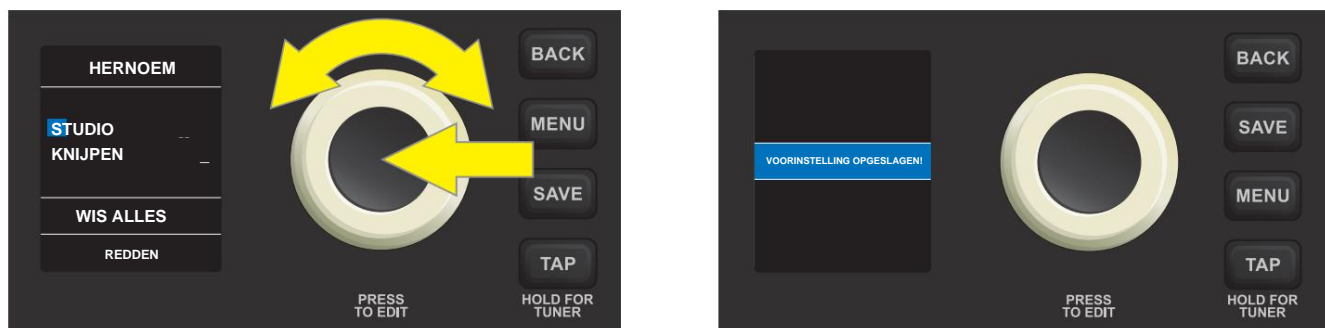 HERNOEM
STUDIO __
KNIJPEN _
WIS ALLES
REDDEN
BACK
MENU
SAVE
TAP
PRESS
TO EDIT
HOLD FOR
TUNER
VOORINSTELLING OPGESLAGEN!
BACK
SAVE
MENU
TAP
PRESS
TO EDIT
HOLD FOR
TUNER